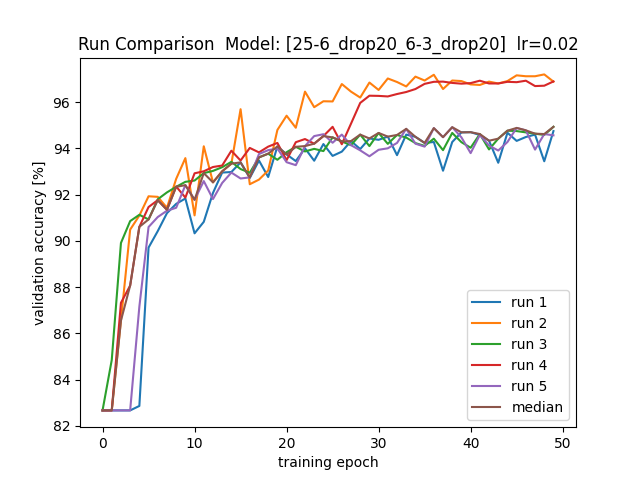 Run Comparison  Model: [25-6_drop20_6-3_drop20]  lr=0.02
validation accuracy [%]
96
94
92
90
88
86
84
82
run 1
run 2
run 3
run 4
run 5
median
0 10 20 30 40 50
training epoch